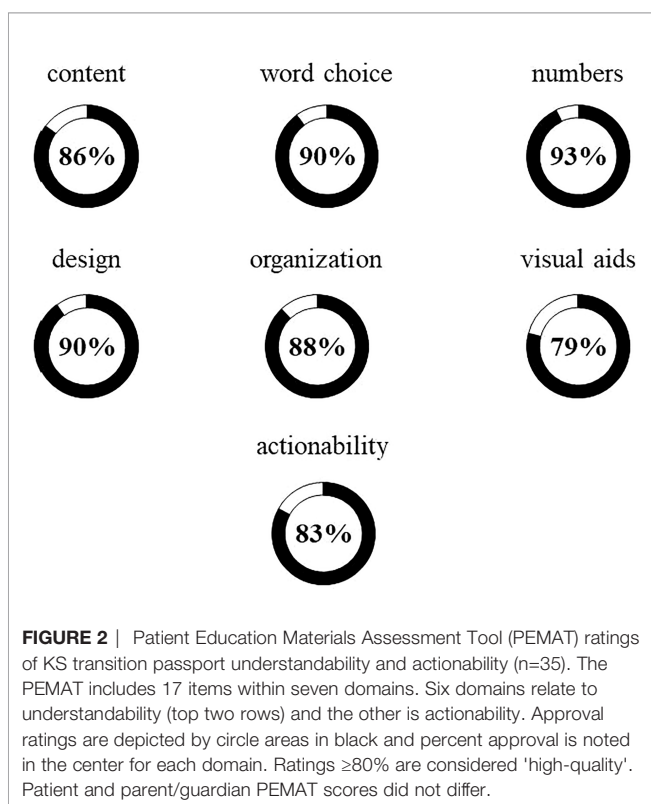 content word choice numbers
86% 90% 93%
design organization visual aids
90% 88% 79%
actionability
83%
FIGURE 2 | Patient Education Materials Assessment Tool (PEMAT) ratings
of KS transition passport understandability and actionability (n=35). The
PEMAT includes 17 items within seven domains. Six domains relate to
understandability (top two rows) and the other is actionability. Approval
ratings are depicted by circle areas in black and percent approval is noted
in the center for each domain. Ratings ≥80% are considered 'high-quality'.
Patient and parent/guardian PEMAT scores did not differ.